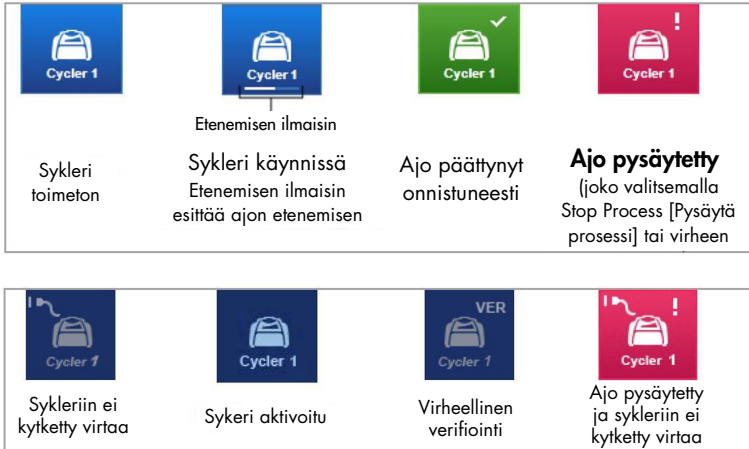 Cycler 1
Cycler 1
Cycler 1
!
Cycler 1
Etenemisen ilmaisin
Sykleri
toimeton
Sykleri käynnissä
Etenemisen ilmaisin
esittää ajon etenemisen
Ajo päättynyt
onnistuneesti
Ajo pysäytetty
(joko valitsemalla
Stop Process [Pysäytä
prosessi] tai virheen
Cycler 1
Cycler 1
VER
Cycler 1
!
Cycler 1
Sykleriin ei
kytketty virtaa
Sykeri aktivoitu
Virheellinen
verifiointi
Ajo pysäytetty
ja sykleriin ei
kytketty virtaa